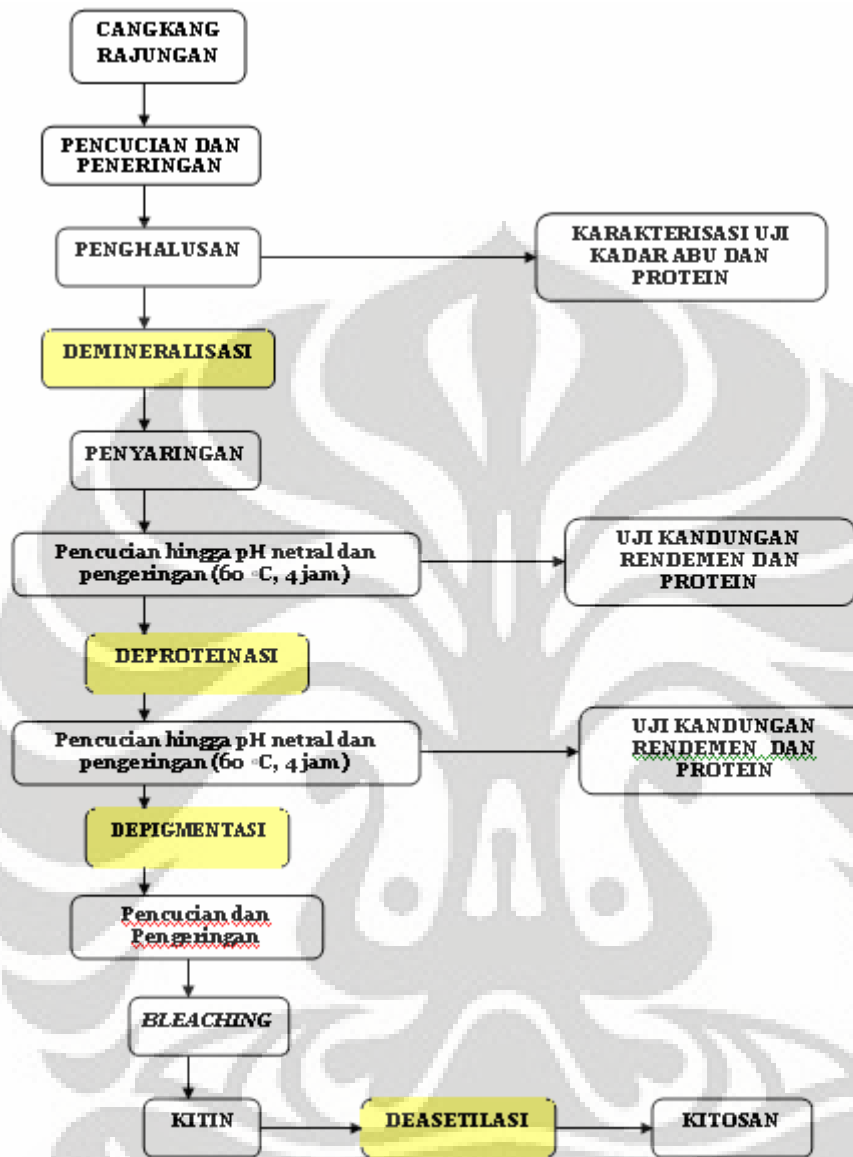 CANGKANG
RAJUNGAN
PENCUCIAN DAN
PENERINGAN
PENGHALUSAN
KARAKTERISASI UJI
KADAR ABU DAN
PROTEIN
DEMINERALISASI
PENYARINGAN
Pencucian hingga pH netral dan
pengeringan (60 °C, 4 jam)
UJI KANDUNGAN
RENDEMEN DAN
PROTEIN
DEPROTEINASI
Pencucian hingga pH netral dan
pengeringan (60 °C, 4 jam)
UJI KANDUNGAN
RENDEMEN DAN
PROTEIN
DEPIGMENTASI
Pencucian dan
Pengeringan
BLEACHING
KITIN
DEASETILASI
KITOSAN